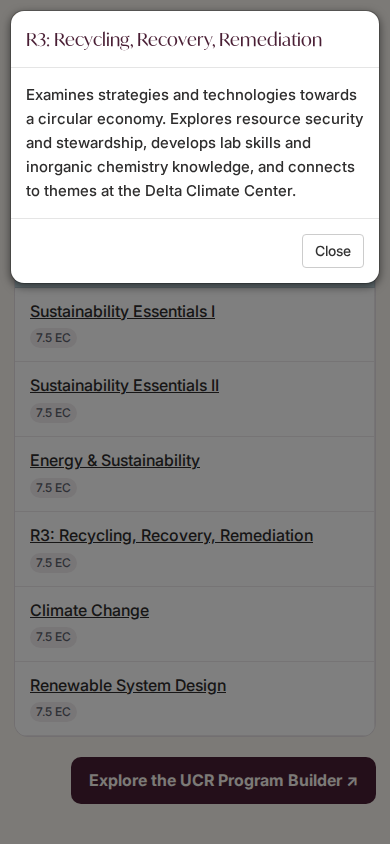 R3: Recycling, Recovery, Remediation
Examines strategies and technologies towards
a circular economy. Explores resource security
and stewardship, develops lab skills and
inorganic chemistry knowledge, and connects
to themes at the Delta Climate Center.
Close
Sustainability Essentials I
7.5 EC
Sustainability Essentials II
7.5 EC
Energy & Sustainability
7.5 EC
R3: Recycling, Recovery, Remediation
7.5 EC
Climate Change
7.5 EC
Renewable System Design
7.5 EC
Explore the UCR Program Builder ↗